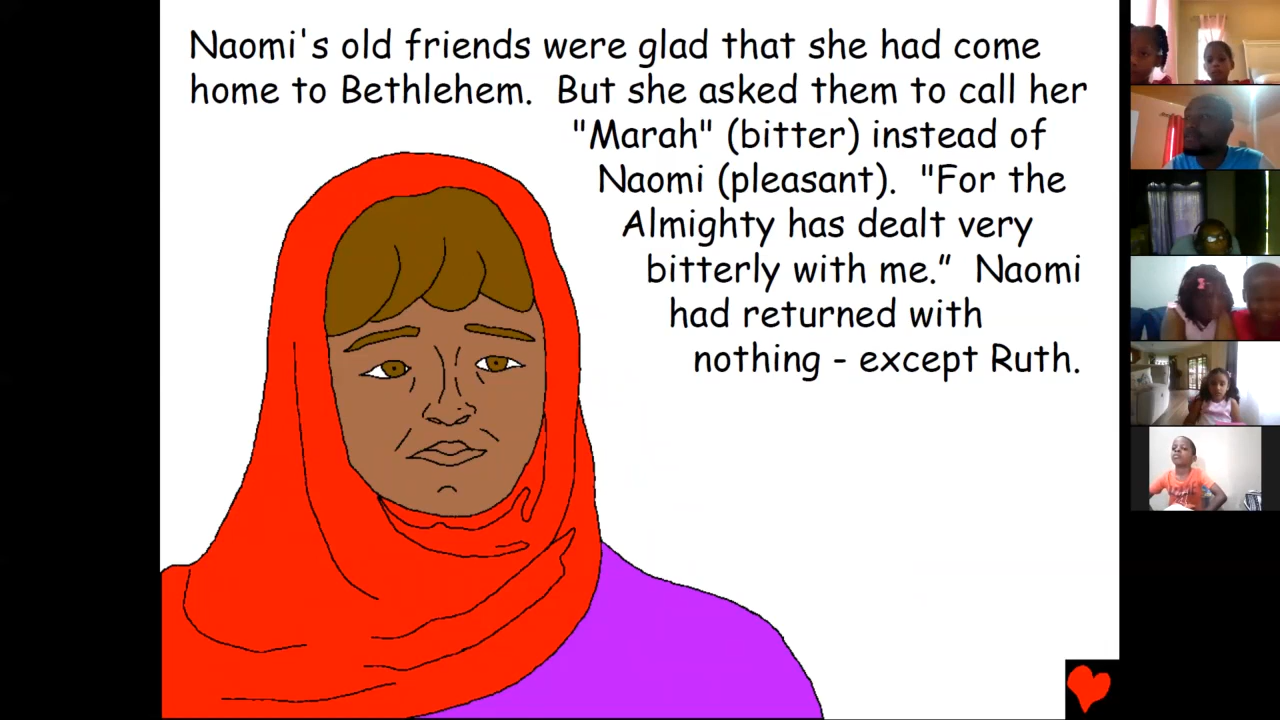 Naomi's old friends were glad that she had come
home to Bethlehem. But she asked them to call her
"Marah" (bitter) instead of
Naomi (pleasant). "For the
Almighty has dealt very
bitterly with me.” Naomi
had returned with
nothing - except Ruth.